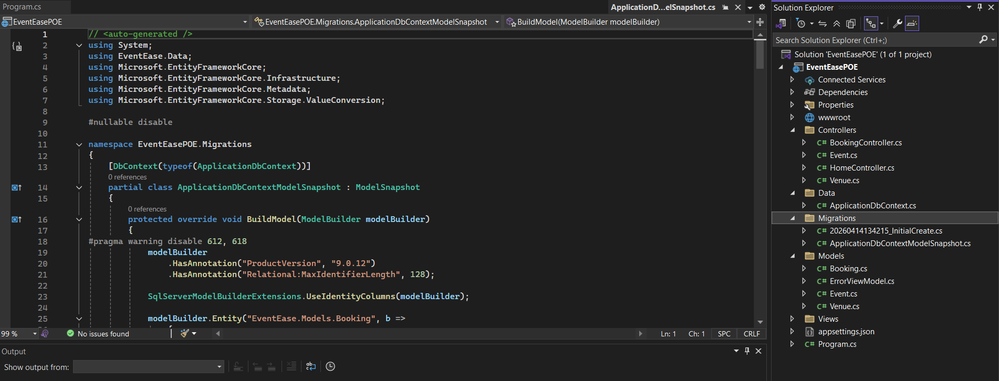 Program.cs
ApplicationD...elSnapshot.cs
EventEasePOE
EventEasePOE.Migrations.ApplicationDbContextModelSnapshot
BuildModel(ModelBuilder modelBuilder)
1 // <auto-generated />
2 using System;
3 using EventEase.Data;
4 using Microsoft.EntityFrameworkCore;
5 using Microsoft.EntityFrameworkCore.Infrastructure;
6 using Microsoft.EntityFrameworkCore.Metadata;
7 using Microsoft.EntityFrameworkCore.Storage.ValueConversion;
8
9 #nullable disable
10
11 namespace EventEasePOE.Migrations
12 {
13 [DbContext(typeof(ApplicationDbContext))]
0 references
14 partial class ApplicationDbContextModelSnapshot : ModelSnapshot
15 {
0 references
16 protected override void BuildModel(ModelBuilder modelBuilder)
17 {
18 #pragma warning disable 612, 618
19 modelBuilder
20 .HasAnnotation("ProductVersion", "9.0.12")
21 .HasAnnotation("Relational:MaxIdentifierLength", 128);
22
23 SqlServerModelBuilderExtensions.UseIdentityColumns(modelBuilder);
24
25 modelBuilder.Entity("EventEase.Models.Booking", b =>
99 %
No issues found
Ln: 1
Ch: 1
SPC
CRLF
Output
Show output from:
Solution Explorer
Search Solution Explorer (Ctrl+;)
Solution 'EventEasePOE' (1 of 1 project)
EventEasePOE
Connected Services
Dependencies
Properties
wwwroot
Controllers
C# BookingController.cs
C# Event.cs
C# HomeController.cs
C# Venue.cs
Data
C# ApplicationDbContext.cs
Migrations
C# 20260414134215_InitialCreate.cs
C# ApplicationDbContextModelSnapshot.cs
Models
C# Booking.cs
C# ErrorViewModel.cs
C# Event.cs
C# Venue.cs
Views
appsettings.json
C# Program.cs